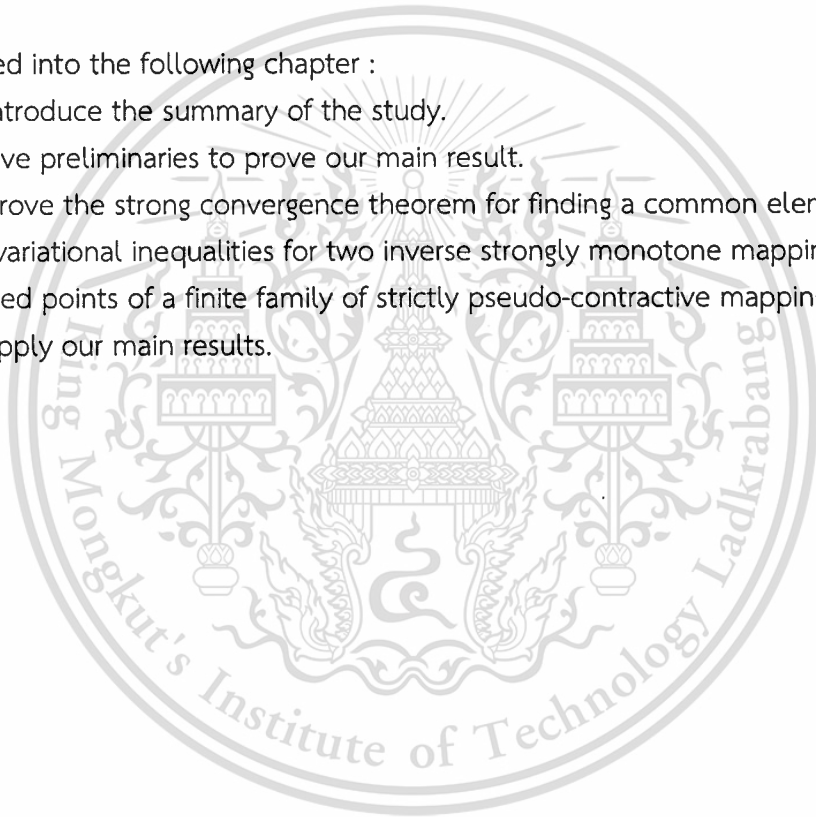 ed into the following chapter :
ntroduce the summary of the study.
ve preliminaries to prove our main result.
rove the strong convergence theorem for finding a common eler
variational inequalities for two inverse strongly monotone mappin
ed points of a finite family of strictly pseudo-contractive mappin
pply our main results.
King Mongkut's Institute of Technology Ladkrabang